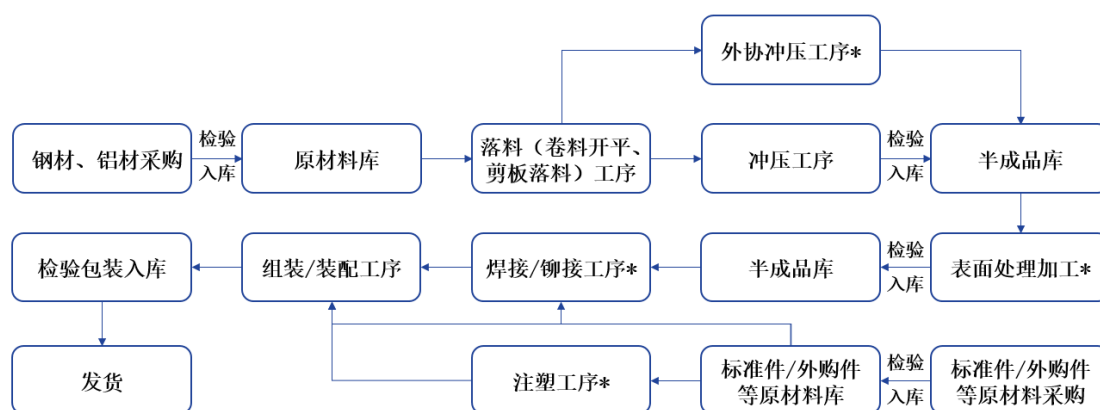 外协冲压工序*
钢材、铝材采购
检验
入库
原材料库
落料（卷料开平、
剪板落料）工序
冲压工序
检验
入库
半成品库
检验包装入库
组装/装配工序
焊接/铆接工序*
半成品库
检验
入库
表面处理加工*
发货
注塑工序*
标准件/外购件
等原材料库
检验
入库
标准件/外购件
等原材料采购